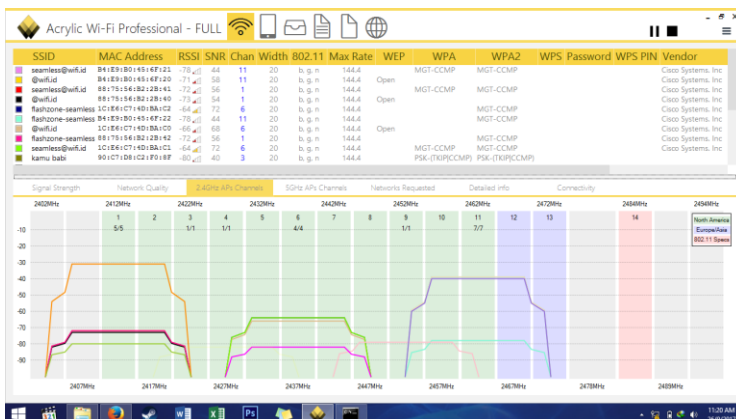 Acrylic Wi-Fi Professional - FULL
SSID MAC Address RSSI SNR Chan Width 802.11 Max Rate WEP WPA WPA2 WPS Password WPS PIN Vendor
seamless@wifi.id B4:E9:B0:45:6F:21 -78 44 11 20 b, g, n 144.4 MGT-CCMP MGT-CCMP Cisco Systems, Inc
@wifi.id B4:E9:B0:45:6F:20 -71 58 11 20 b, g, n 144.4 Open Cisco Systems, Inc
seamless@wifi.id 88:75:56:B2:2B:41 -72 56 1 20 b, g, n 144.4 MGT-CCMP MGT-CCMP Cisco Systems, Inc
@wifi.id 88:75:56:B2:2B:40 -73 54 1 20 b, g, n 144.4 Open Cisco Systems, Inc
flashzone-seamless 1C:E6:C7:4D:BA:C2 -64 72 6 20 b, g, n 144.4 MGT-CCMP Cisco Systems, Inc
flashzone-seamless B4:E9:B0:45:6F:22 -78 44 11 20 b, g, n 144.4 MGT-CCMP Cisco Systems, Inc
@wifi.id 1C:E6:C7:4D:BA:C0 -66 68 6 20 b, g, n 144.4 Open Cisco Systems, Inc
flashzone-seamless 88:75:56:B2:2B:42 -72 56 1 20 b, g, n 144.4 MGT-CCMP Cisco Systems, Inc
seamless@wifi.id 1C:E6:C7:4D:BA:C1 -64 72 6 20 b, g, n 144.4 MGT-CCMP MGT-CCMP Cisco Systems, Inc
kamu babi 90:C7:D8:C2:F0:8F -80 40 3 20 b, g, n 144.4 PSK-(TKIP|CCMP) PSK-(TKIP|CCMP)
Signal Strength Network Quality 2.4GHz APs Channels 5GHz APs Channels Networks Requested Detailed info Connectivity
2402MHz 2412MHz 2422MHz 2432MHz 2442MHz 2452MHz 2462MHz 2472MHz 2484MHz 2494MHz
1 2 3 4 5 6 7 8 9 10 11 12 13 14
5/5 1/1 1/1 4/4 1/1 7/7
North America
Europe/Asia
802.11 Specs
-10
-20
-30
-40
-50
-60
-70
-80
-90
2407MHz 2417MHz 2427MHz 2437MHz 2447MHz 2457MHz 2467MHz 2478MHz 2489MHz
11:20 AM